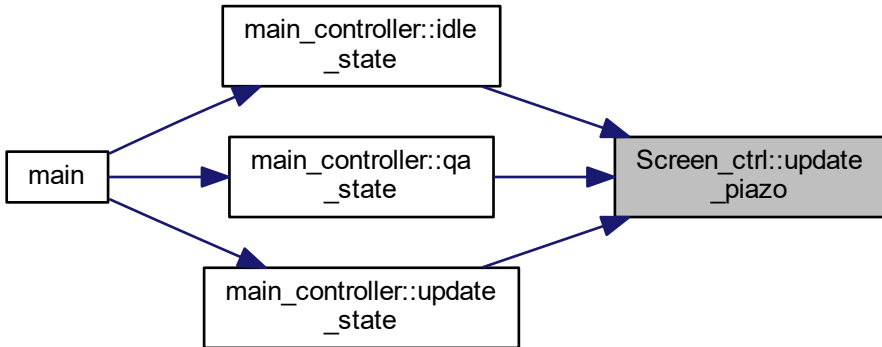 main_controller::idle
_state
main
main_controller::qa
_state
Screen_ctrl::update
_piazo
main_controller::update
_state